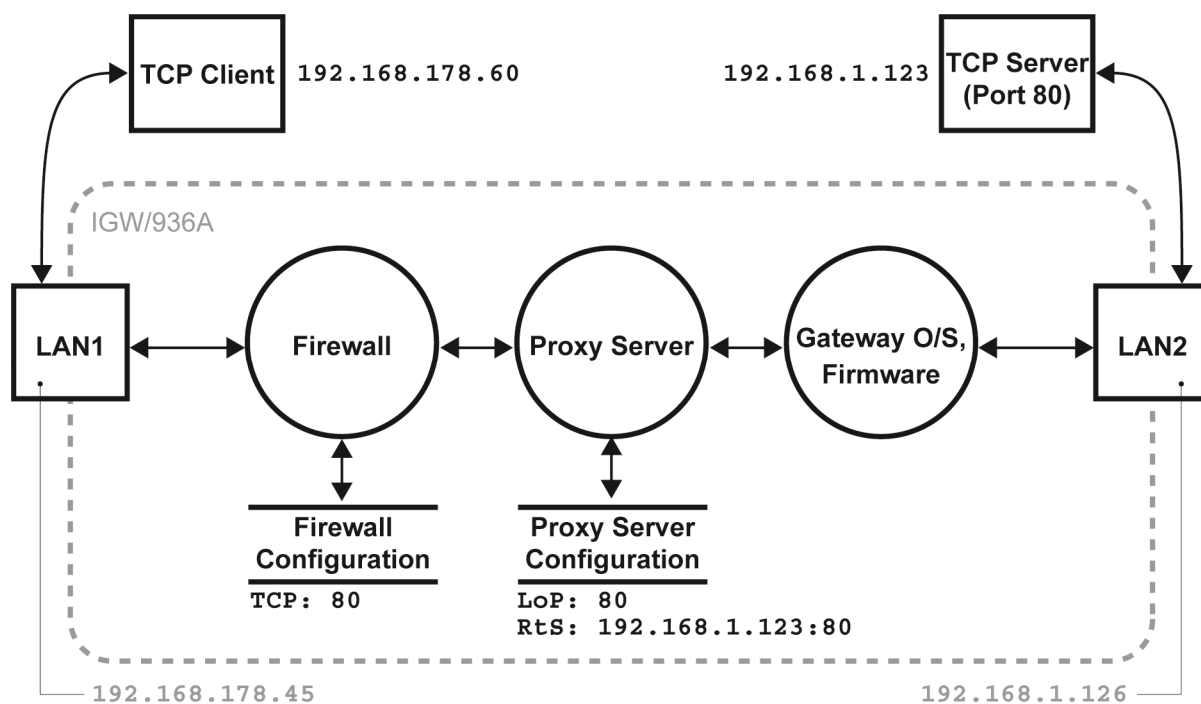 TCP Client
192.168.178.60
192.168.1.123
TCP Server
(Port 80)
IGW/936A
LAN1
Firewall
Proxy Server
Gateway O/S,
Firmware
LAN2
Firewall
Configuration
TCP: 80
Proxy Server
Configuration
LoP: 80
RtS: 192.168.1.123:80
192.168.178.45
192.168.1.126